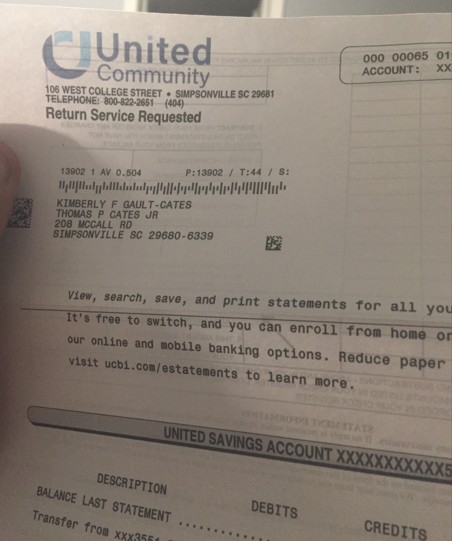 United
Community
106 WEST COLLEGE STREET • SIMPSONVILLE SC 29681
TELEPHONE: 800-822-2651 (404)
Return Service Requested
000 00065 01
ACCOUNT: XX
13902 1 AV 0.504 P:13902 / T:44 / S:
KIMBERLY F GAULT-CATES
THOMAS P CATES JR
208 MCCALL RD
SIMPSONVILLE SC 29680-6339
View, search, save, and print statements for all you
It's free to switch, and you can enroll from home or
our online and mobile banking options. Reduce paper
visit ucbi.com/estatements to learn more.
UNITED SAVINGS ACCOUNT XXXXXXXXXXX5
DESCRIPTION DEBITS CREDITS
BALANCE LAST STATEMENT ..........
Transfer from xxx3551